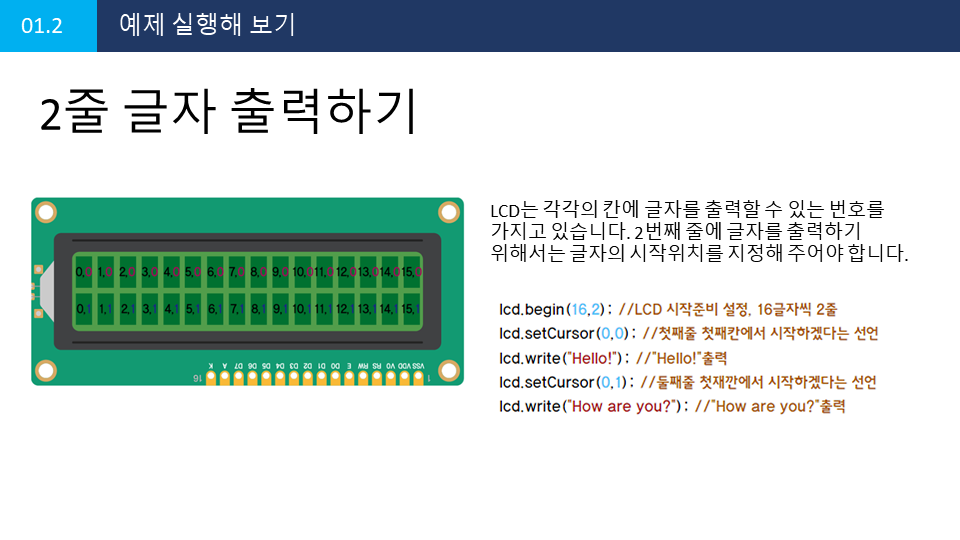 01.2
예제 실행해 보기
2줄 글자 출력하기
LCD는 각각의 칸에 글자를 출력할 수 있는 번호를
가지고 있습니다. 2번째 줄에 글자를 출력하기
위해서는 글자의 시작위치를 지정해 주어야 합니다.
0,0 1,0 2,0 3,0 4,0 5,0 6,0 7,0 8,0 9,0 10,0 11,0 12,0 13,0 14,0 15,0
0,1 1,1 2,1 3,1 4,1 5,1 6,1 7,1 8,1 9,1 10,1 11,1 12,1 13,1 14,1 15,1
16 K A D7 D6 D5 D4 D3 D2 D1 D0 E RW RS V0 VDD VSS 1
lcd.begin(16,2); //LCD 시작준비 설정, 16글자씩 2줄
lcd.setCursor(0,0); //첫째줄 첫째칸에서 시작하겠다는 선언
lcd.write("Hello!"); //"Hello!"출력
lcd.setCursor(0,1); //둘째줄 첫재깐에서 시작하겠다는 선언
lcd.write("How are you?"); //"How are you?"출력